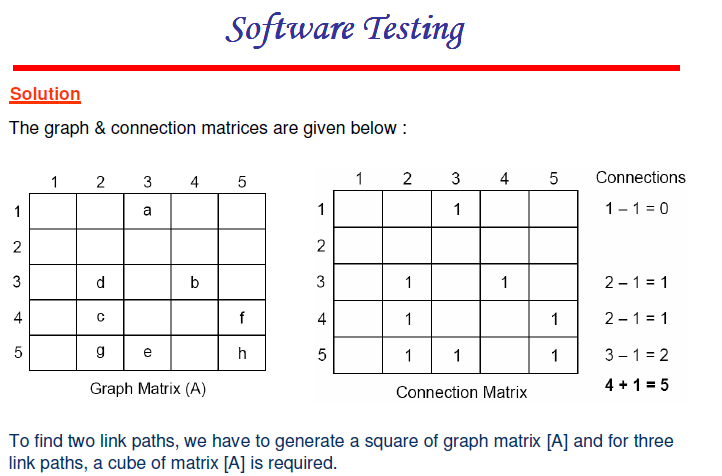 Software Testing
Solution
The graph & connection matrices are given below :
1 2 3 4 5
1 a
2
3 d b
4 c f
5 g e h
Graph Matrix (A)
1 2 3 4 5 Connections
1 1 1 – 1 = 0
2
3 1 1 2 – 1 = 1
4 1 1 2 – 1 = 1
5 1 1 1 3 – 1 = 2
4 + 1 = 5
Connection Matrix
To find two link paths, we have to generate a square of graph matrix [A] and for three
link paths, a cube of matrix [A] is required.